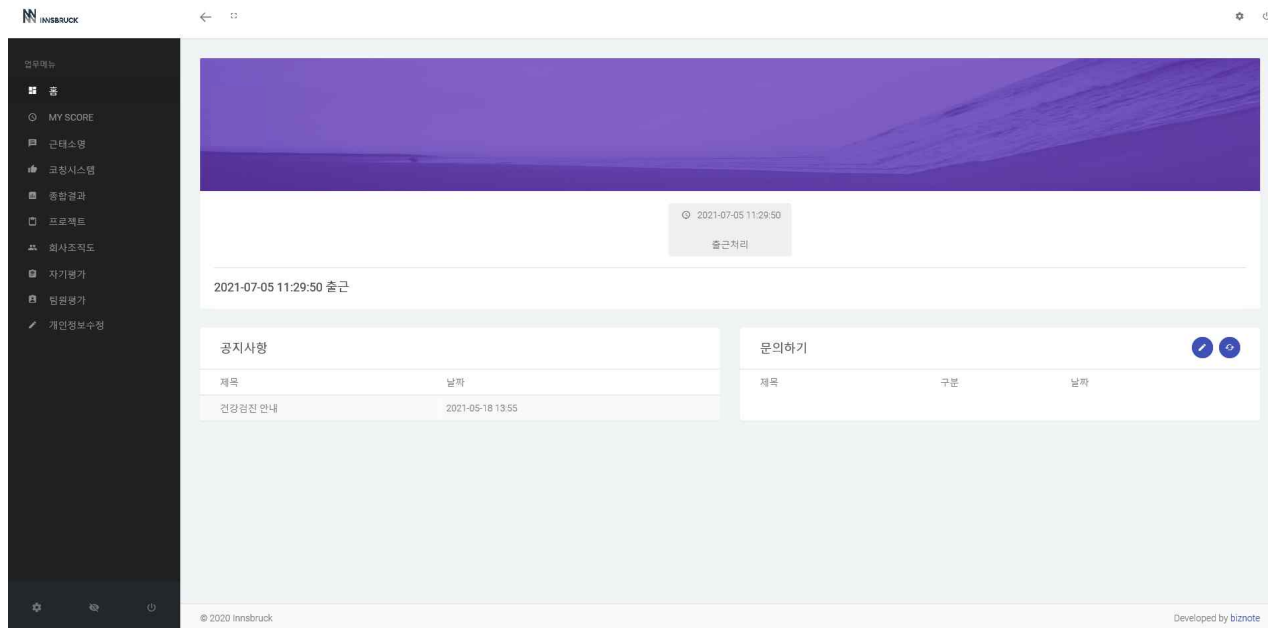 INNSBRUCK
업무메뉴
홈
MY SCORE
근태소명
코칭시스템
종합결과
프로젝트
회사조직도
자기평가
팀원평가
개인정보수정
2021-07-05 11:29:50
출근처리
2021-07-05 11:29:50 출근
공지사항
제목 날짜
건강검진 안내 2021-05-18 13:55
문의하기
제목 구분 날짜
© 2020 Innsbruck
Developed by biznote